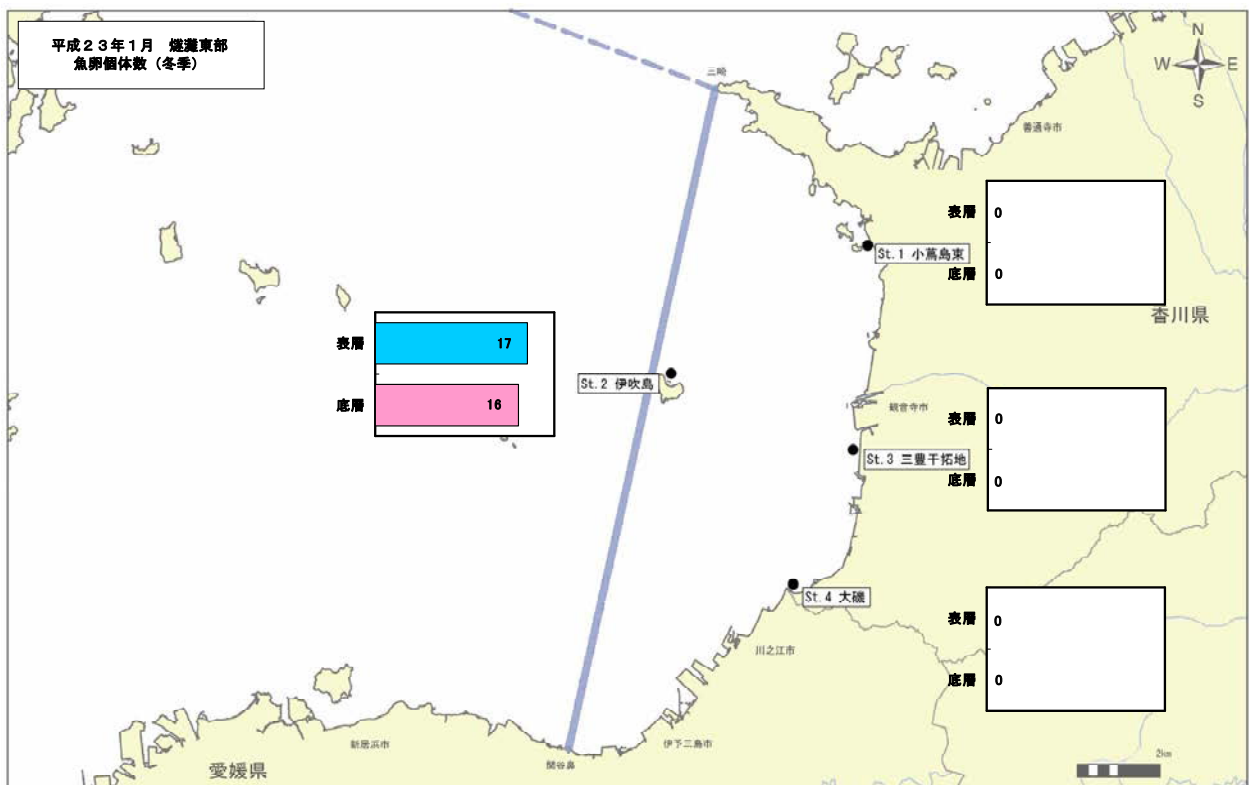 平成２３年１月　燧灘東部
魚卵個体数（冬季）
三崎
N
W
E
S
善通寺市
表層 0
底層 0
St.1 小蔦島東
香川県
表層 17
底層 16
St.2 伊吹島
観音寺市
表層 0
底層 0
St.3 三豊干拓地
St.4 大磯
表層 0
底層 0
川之江市
伊予三島市
新居浜市
関谷鼻
愛媛県
2km